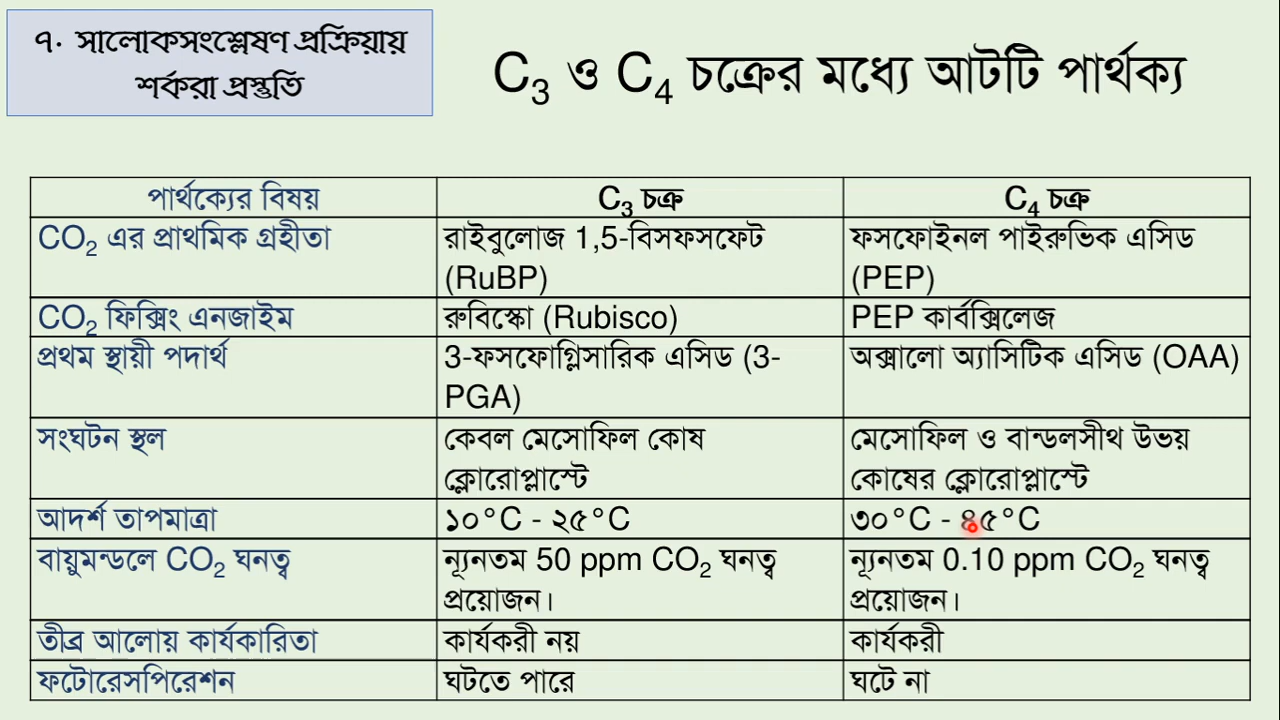 ৭. সালোকসংশ্লেষণ প্রক্রিয়ায়
শর্করা প্রস্তুতি
C3 ও C4 চক্রের মধ্যে আটটি পার্থক্য
পার্থক্যের বিষয়
C3 চক্র
C4 চক্র
CO2 এর প্রাথমিক গ্রহীতা
রাইবুলোজ 1,5-বিসফসফেট
(RuBP)
ফসফোইনল পাইরুভিক এসিড
(PEP)
CO2 ফিক্সিং এনজাইম
রুবিস্কো (Rubisco)
PEP কার্বক্সিলেজ
প্রথম স্থায়ী পদার্থ
3-ফসফোগ্লিসারিক এসিড (3-
PGA)
অক্সালো অ্যাসিটিক এসিড (OAA)
সংঘটন স্থল
কেবল মেসোফিল কোষ
ক্লোরোপ্লাস্টে
মেসোফিল ও বান্ডলসীথ উভয়
কোষের ক্লোরোপ্লাস্টে
আদর্শ তাপমাত্রা
১০°C - ২৫°C
৩০°C - ৪৫°C
বায়ুমন্ডলে CO2 ঘনত্ব
ন্যূনতম 50 ppm CO2 ঘনত্ব
প্রয়োজন।
ন্যূনতম 0.10 ppm CO2 ঘনত্ব
প্রয়োজন।
তীব্র আলোয় কার্যকারিতা
কার্যকরী নয়
কার্যকরী
ফটোরেসপিরেশন
ঘটতে পারে
ঘটে না